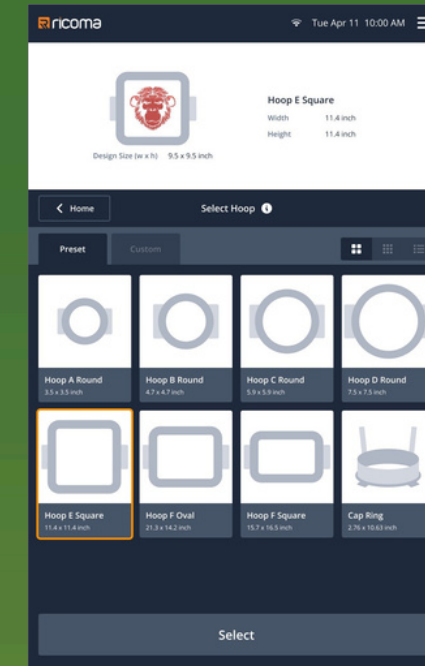 ricoma
Tue Apr 11 10:00 AM
Hoop E Square
Width 11.4 inch
Height 11.4 inch
Design Size (w x h) 9.5 x 9.5 inch
Home
Select Hoop
Preset
Custom
Hoop A Round
3.5 x 3.5 inch
Hoop B Round
4.7 x 4.7 inch
Hoop C Round
5.9 x 5.9 inch
Hoop D Round
7.5 x 7.5 inch
Hoop E Square
11.4 x 11.4 inch
Hoop F Oval
21.3 x 14.2 inch
Hoop F Square
15.7 x 16.5 inch
Cap Ring
2.76 x 10.63 inch
Select